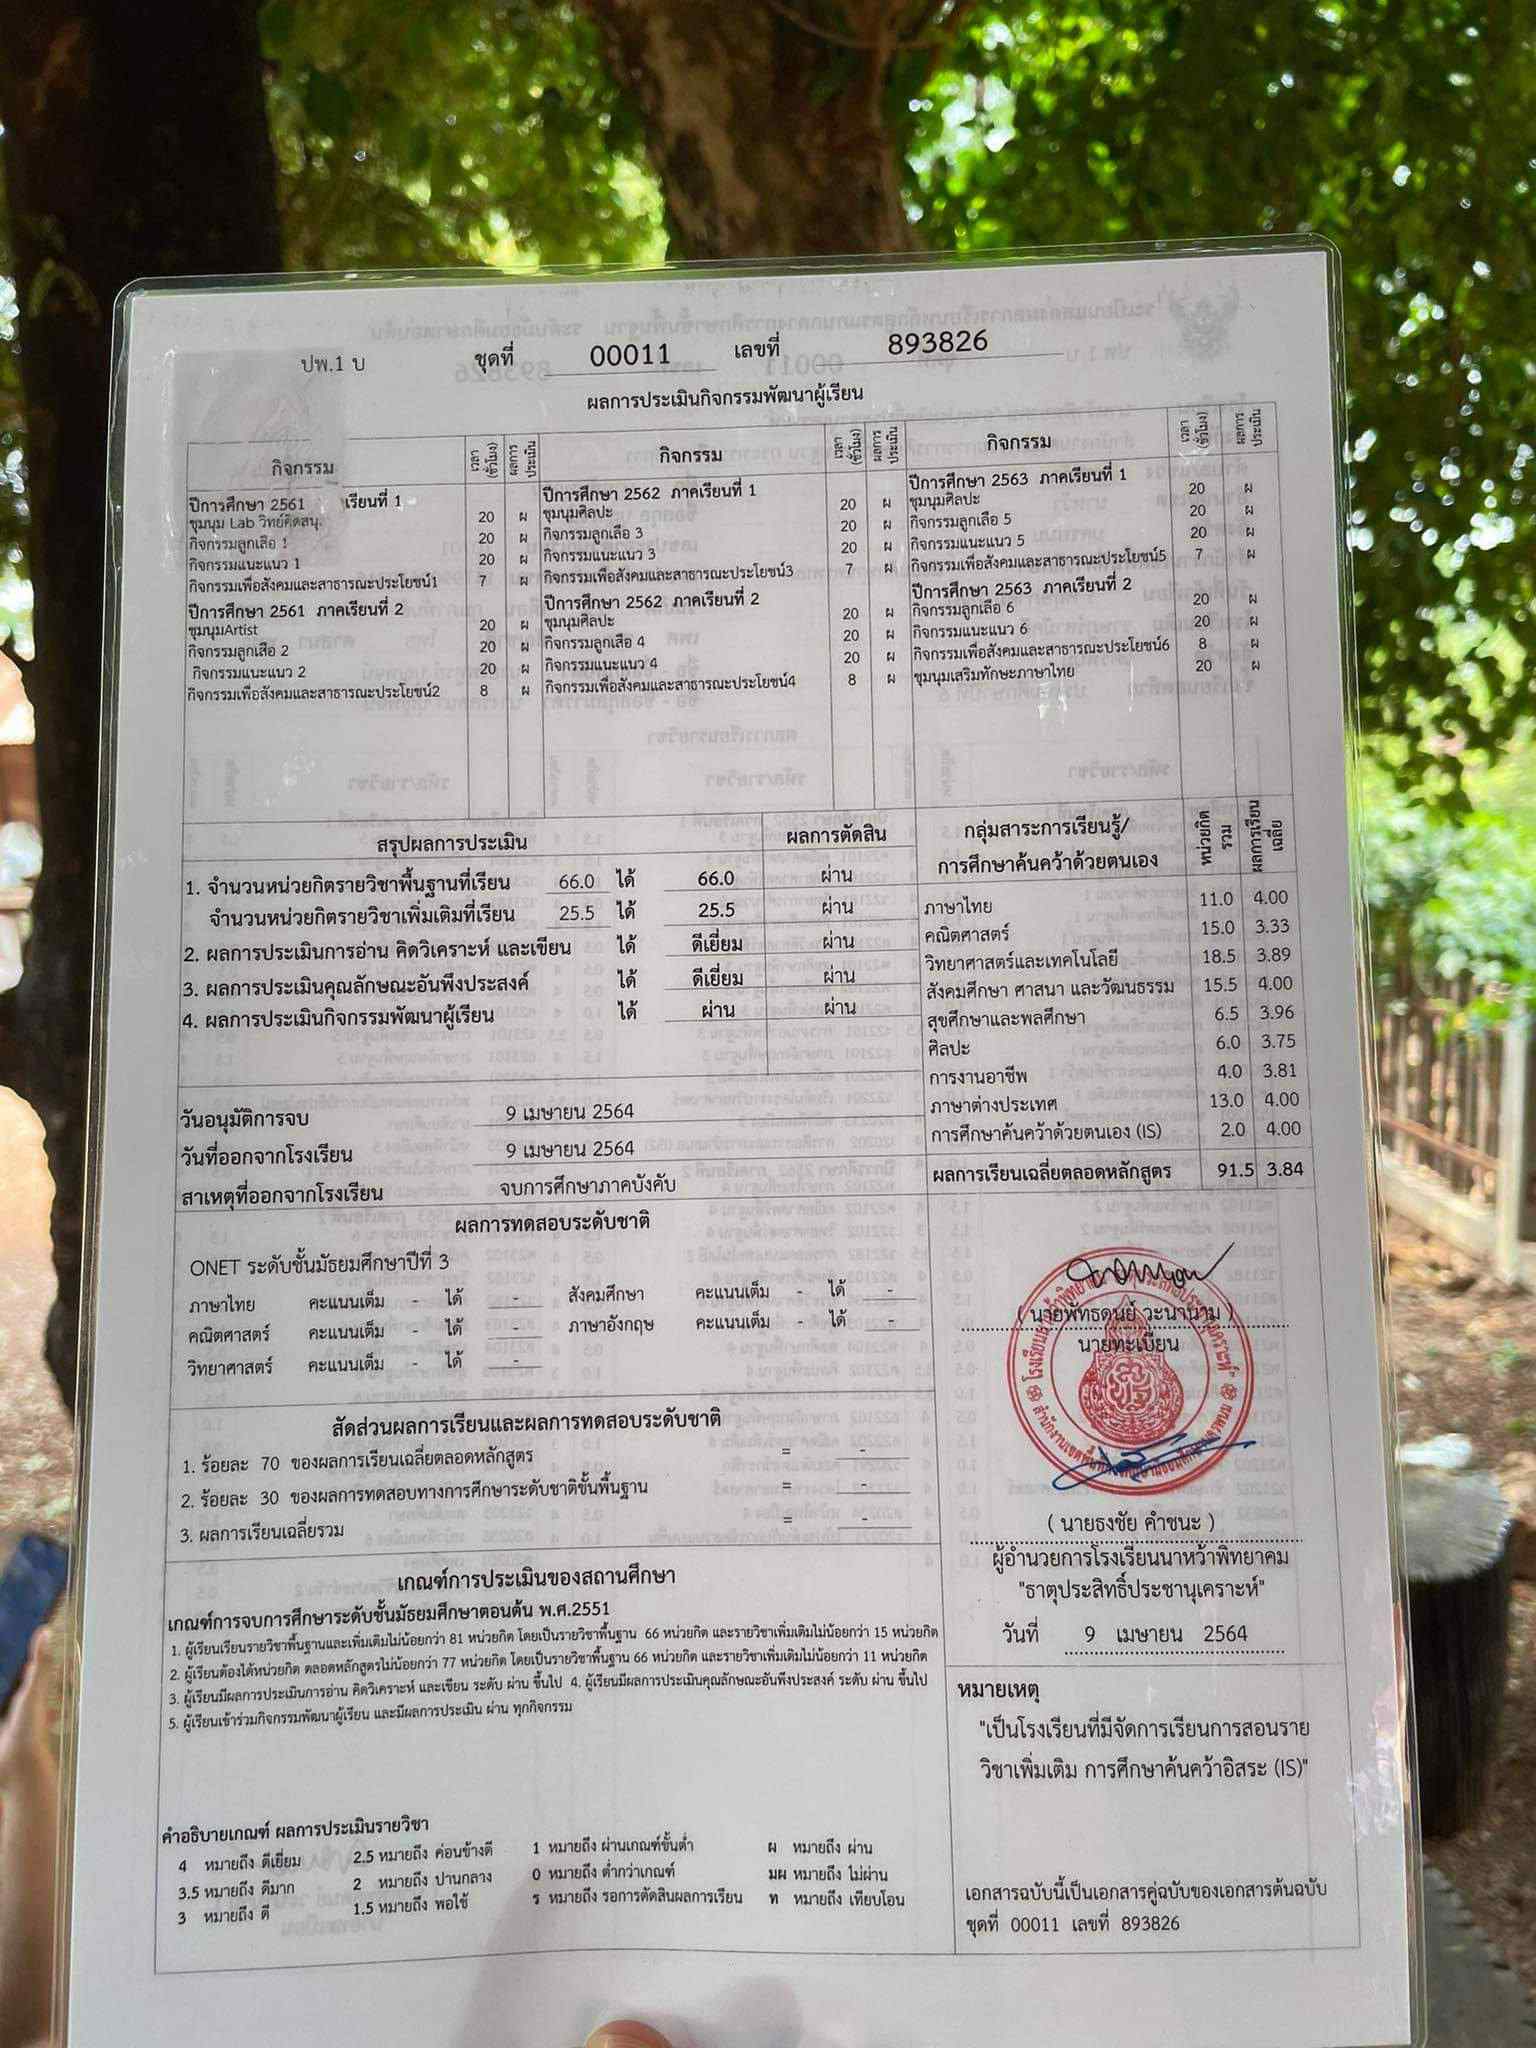 ปพ.1 บ ชุดที่ 00011 เลขที่ 893826
ผลการประเมินกิจกรรมพัฒนาผู้เรียน
กิจกรรม เวลา (ชั่วโมง) ผลการประเมิน กิจกรรม เวลา (ชั่วโมง) ผลการประเมิน กิจกรรม เวลา (ชั่วโมง) ผลการประเมิน
ปีการศึกษา 2561 เรียนที่ 1
ชุมนุม Lab วิทย์คิดสนุ. 20 ผ
กิจกรรมลูกเสือ 1 20 ผ
กิจกรรมแนะแนว 1 20 ผ
กิจกรรมเพื่อสังคมและสาธารณะประโยชน์1 7 ผ
ปีการศึกษา 2561 ภาคเรียนที่ 2
ชุมนุมArtist 20 ผ
กิจกรรมลูกเสือ 2 20 ผ
กิจกรรมแนะแนว 2 20 ผ
กิจกรรมเพื่อสังคมและสาธารณะประโยชน์2 8 ผ
ปีการศึกษา 2562 ภาคเรียนที่ 1
ชุมนุมศิลปะ 20 ผ
กิจกรรมลูกเสือ 3 20 ผ
กิจกรรมแนะแนว 3 20 ผ
กิจกรรมเพื่อสังคมและสาธารณะประโยชน์3 7 ผ
ปีการศึกษา 2562 ภาคเรียนที่ 2
ชุมนุมศิลปะ 20 ผ
กิจกรรมลูกเสือ 4 20 ผ
กิจกรรมแนะแนว 4 20 ผ
กิจกรรมเพื่อสังคมและสาธารณะประโยชน์4 8 ผ
ปีการศึกษา 2563 ภาคเรียนที่ 1
ชุมนุมศิลปะ 20 ผ
กิจกรรมลูกเสือ 5 20 ผ
กิจกรรมแนะแนว 5 20 ผ
กิจกรรมเพื่อสังคมและสาธารณะประโยชน์5 7 ผ
ปีการศึกษา 2563 ภาคเรียนที่ 2
กิจกรรมลูกเสือ 6 20 ผ
กิจกรรมแนะแนว 6 20 ผ
กิจกรรมเพื่อสังคมและสาธารณะประโยชน์6 8 ผ
ชุมนุมเสริมทักษะภาษาไทย 20 ผ
สรุปผลการประเมิน ผลการตัดสิน
1. จำนวนหน่วยกิตรายวิชาพื้นฐานที่เรียน 66.0 ได้ 66.0 ผ่าน
จำนวนหน่วยกิตรายวิชาเพิ่มเติมที่เรียน 25.5 ได้ 25.5 ผ่าน
2. ผลการประเมินการอ่าน คิดวิเคราะห์ และเขียน ได้ ดีเยี่ยม ผ่าน
3. ผลการประเมินคุณลักษณะอันพึงประสงค์ ได้ ดีเยี่ยม ผ่าน
4. ผลการประเมินกิจกรรมพัฒนาผู้เรียน ได้ ผ่าน ผ่าน
วันอนุมัติการจบ 9 เมษายน 2564
วันที่ออกจากโรงเรียน 9 เมษายน 2564
สาเหตุที่ออกจากโรงเรียน จบการศึกษาภาคบังคับ
กลุ่มสาระการเรียนรู้/ การศึกษาค้นคว้าด้วยตนเอง หน่วยกิตรวม ผลการเรียนเฉลี่ย
ภาษาไทย 11.0 4.00
คณิตศาสตร์ 15.0 3.33
วิทยาศาสตร์และเทคโนโลยี 18.5 3.89
สังคมศึกษา ศาสนา และวัฒนธรรม 15.5 4.00
สุขศึกษาและพลศึกษา 6.5 3.96
ศิลปะ 6.0 3.75
การงานอาชีพ 4.0 3.81
ภาษาต่างประเทศ 13.0 4.00
การศึกษาค้นคว้าด้วยตนเอง (IS) 2.0 4.00
ผลการเรียนเฉลี่ยตลอดหลักสูตร 91.5 3.84
ผลการทดสอบระดับชาติ
ONET ระดับชั้นมัธยมศึกษาปีที่ 3
ภาษาไทย คะแนนเต็ม - ได้ - สังคมศึกษา คะแนนเต็ม - ได้ -
คณิตศาสตร์ คะแนนเต็ม - ได้ - ภาษาอังกฤษ คะแนนเต็ม - ได้ -
วิทยาศาสตร์ คะแนนเต็ม - ได้ -
สัดส่วนผลการเรียนและผลการทดสอบระดับชาติ
1. ร้อยละ 70 ของผลการเรียนเฉลี่ยตลอดหลักสูตร = -
2. ร้อยละ 30 ของผลการทดสอบทางการศึกษาระดับชาติขั้นพื้นฐาน = -
3. ผลการเรียนเฉลี่ยรวม = -
เกณฑ์การประเมินของสถานศึกษา
เกณฑ์การจบการศึกษาระดับชั้นมัธยมศึกษาตอนต้น พ.ศ.2551
1. ผู้เรียนเรียนรายวิชาพื้นฐานและเพิ่มเติมไม่น้อยกว่า 81 หน่วยกิต โดยเป็นรายวิชาพื้นฐาน 66 หน่วยกิต และรายวิชาเพิ่มเติมไม่น้อยกว่า 15 หน่วยกิต
2. ผู้เรียนต้องได้หน่วยกิต ตลอดหลักสูตรไม่น้อยกว่า 77 หน่วยกิต โดยเป็นรายวิชาพื้นฐาน 66 หน่วยกิต และรายวิชาเพิ่มเติมไม่น้อยกว่า 11 หน่วยกิต
3. ผู้เรียนมีผลการประเมินการอ่าน คิดวิเคราะห์ และเขียน ระดับ ผ่าน ขึ้นไป 4. ผู้เรียนมีผลการประเมินคุณลักษณะอันพึงประสงค์ ระดับ ผ่าน ขึ้นไป
5. ผู้เรียนเข้าร่วมกิจกรรมพัฒนาผู้เรียน และมีผลการประเมิน ผ่าน ทุกกิจกรรม
( นายพัทธดนย์ วะนานาม )
นายทะเบียน
( นายธงชัย คำชนะ )
ผู้อำนวยการโรงเรียนนาหว้าพิทยาคม
"ธาตุประสิทธิ์ประชานุเคราะห์"
วันที่ 9 เมษายน 2564
หมายเหตุ
"เป็นโรงเรียนที่มีจัดการเรียนการสอนราย
วิชาเพิ่มเติม การศึกษาค้นคว้าอิสระ (IS)"
คำอธิบายเกณฑ์ ผลการประเมินรายวิชา
4 หมายถึง ดีเยี่ยม 2.5 หมายถึง ค่อนข้างดี 1 หมายถึง ผ่านเกณฑ์ขั้นต่ำ ผ หมายถึง ผ่าน
3.5 หมายถึง ดีมาก 2 หมายถึง ปานกลาง 0 หมายถึง ต่ำกว่าเกณฑ์ มผ หมายถึง ไม่ผ่าน
3 หมายถึง ดี 1.5 หมายถึง พอใช้ ร หมายถึง รอการตัดสินผลการเรียน ท หมายถึง เทียบโอน
เอกสารฉบับนี้เป็นเอกสารคู่ฉบับของเอกสารต้นฉบับ
ชุดที่ 00011 เลขที่ 893826